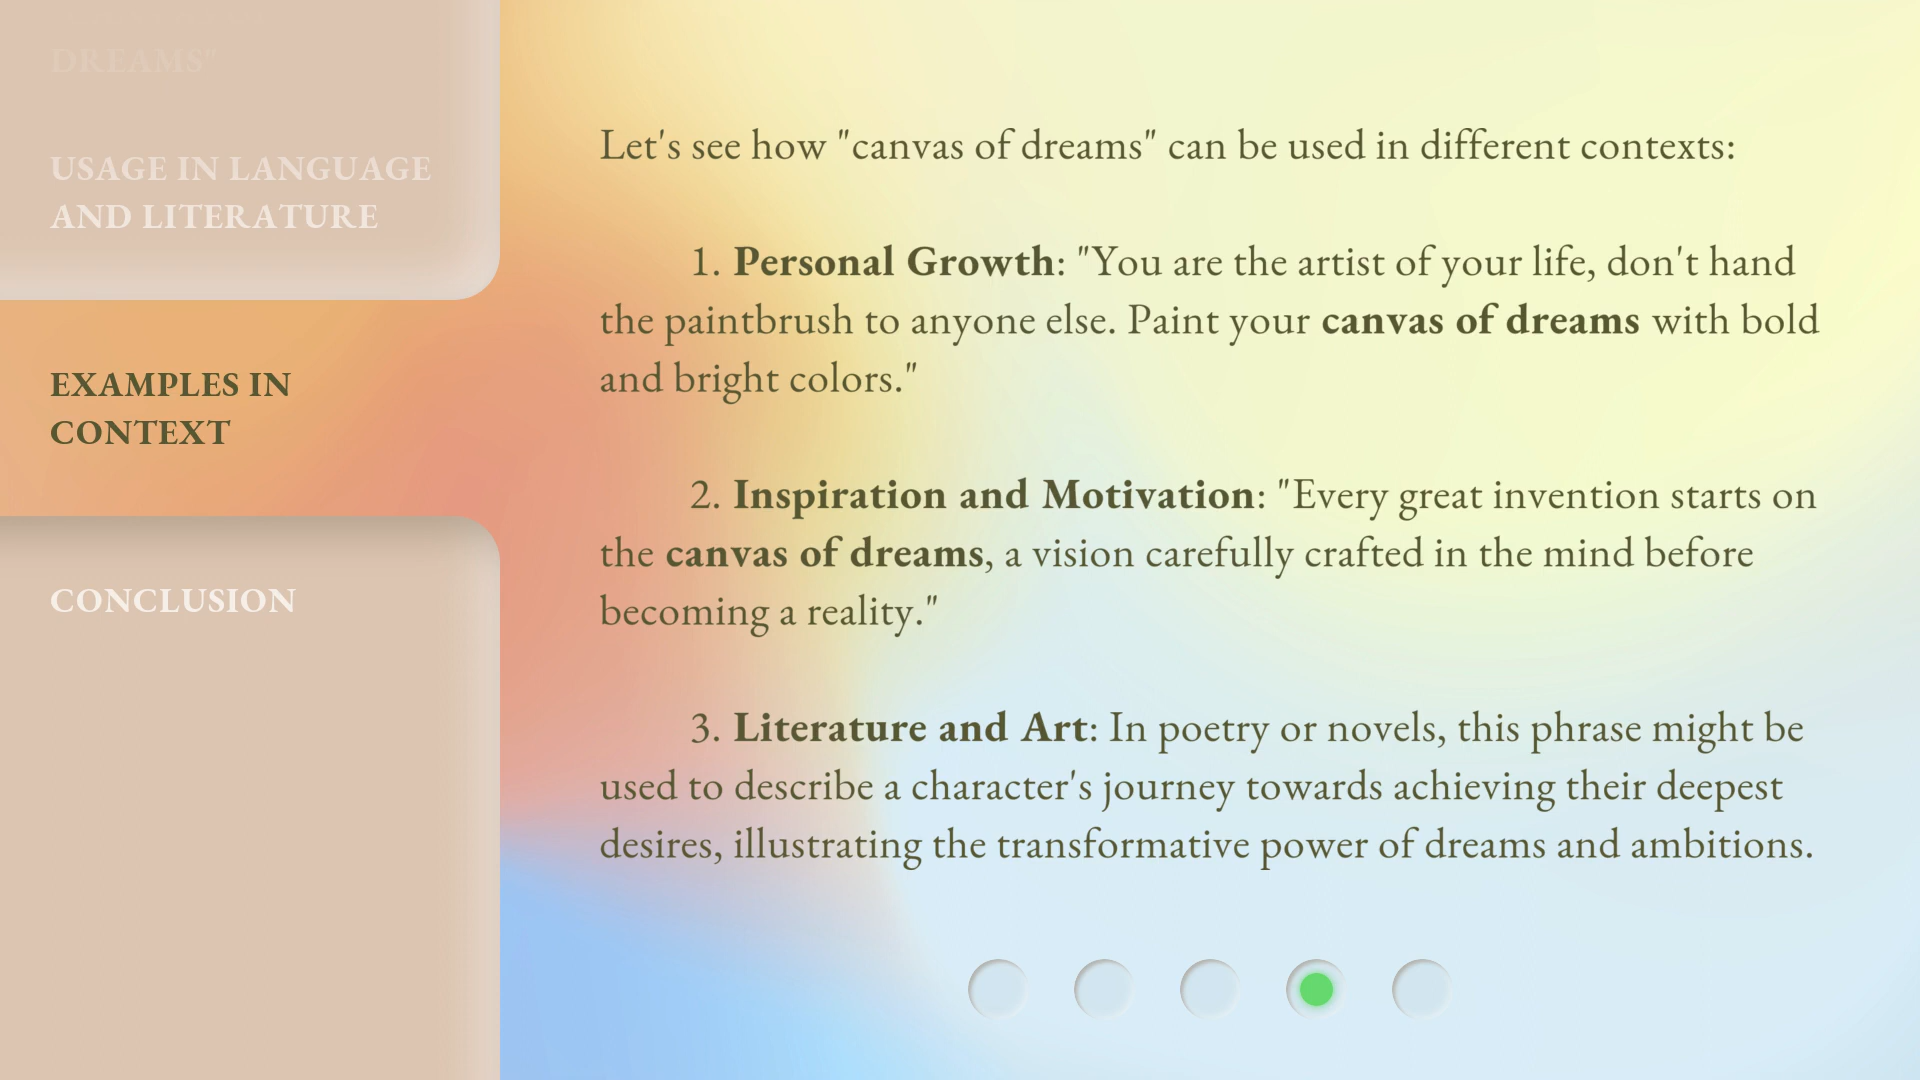 DREAMS"
USAGE IN LANGUAGE
AND LITERATURE
EXAMPLES IN
CONTEXT
CONCLUSION
Let's see how "canvas of dreams" can be used in different contexts:
1. Personal Growth: "You are the artist of your life, don't hand
the paintbrush to anyone else. Paint your canvas of dreams with bold
and bright colors."
2. Inspiration and Motivation: "Every great invention starts on
the canvas of dreams, a vision carefully crafted in the mind before
becoming a reality."
3. Literature and Art: In poetry or novels, this phrase might be
used to describe a character's journey towards achieving their deepest
desires, illustrating the transformative power of dreams and ambitions.